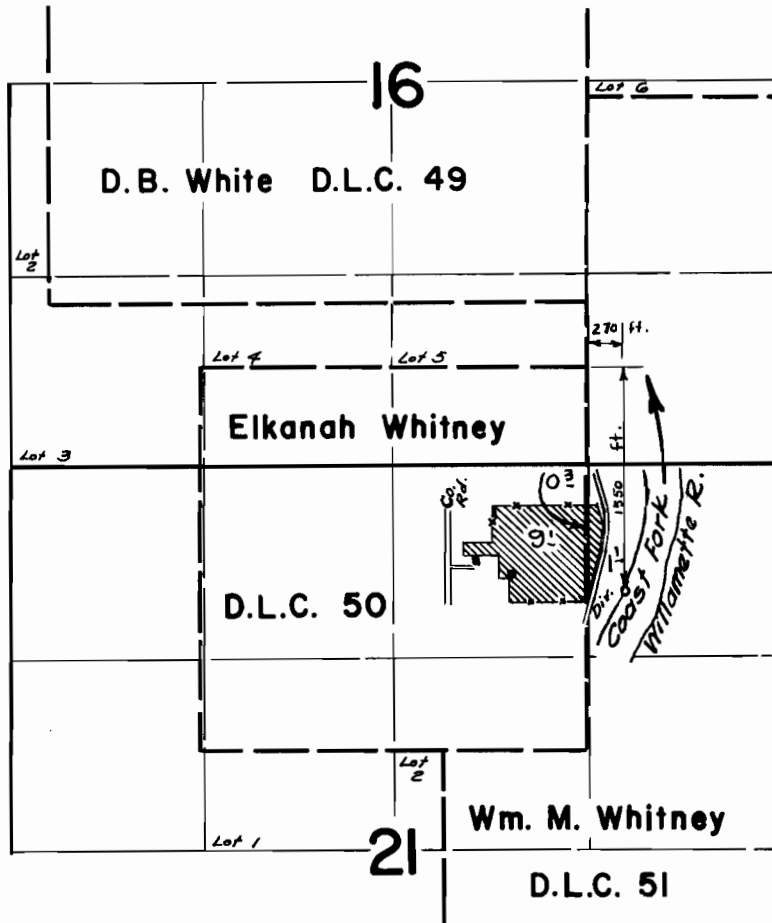 16
Lot 6
D.B. White D.L.C. 49
Lot 2
270 ft.
Lot 4
Lot 5
Elkanah Whitney
1350 ft.
Lot 3
Co. Rd.
0.3
9.1
1.1
Div.
Coast Fork
Willamette R.
D.L.C. 50
Lot 2
Wm. M. Whitney
Lot 1
21
D.L.C. 51